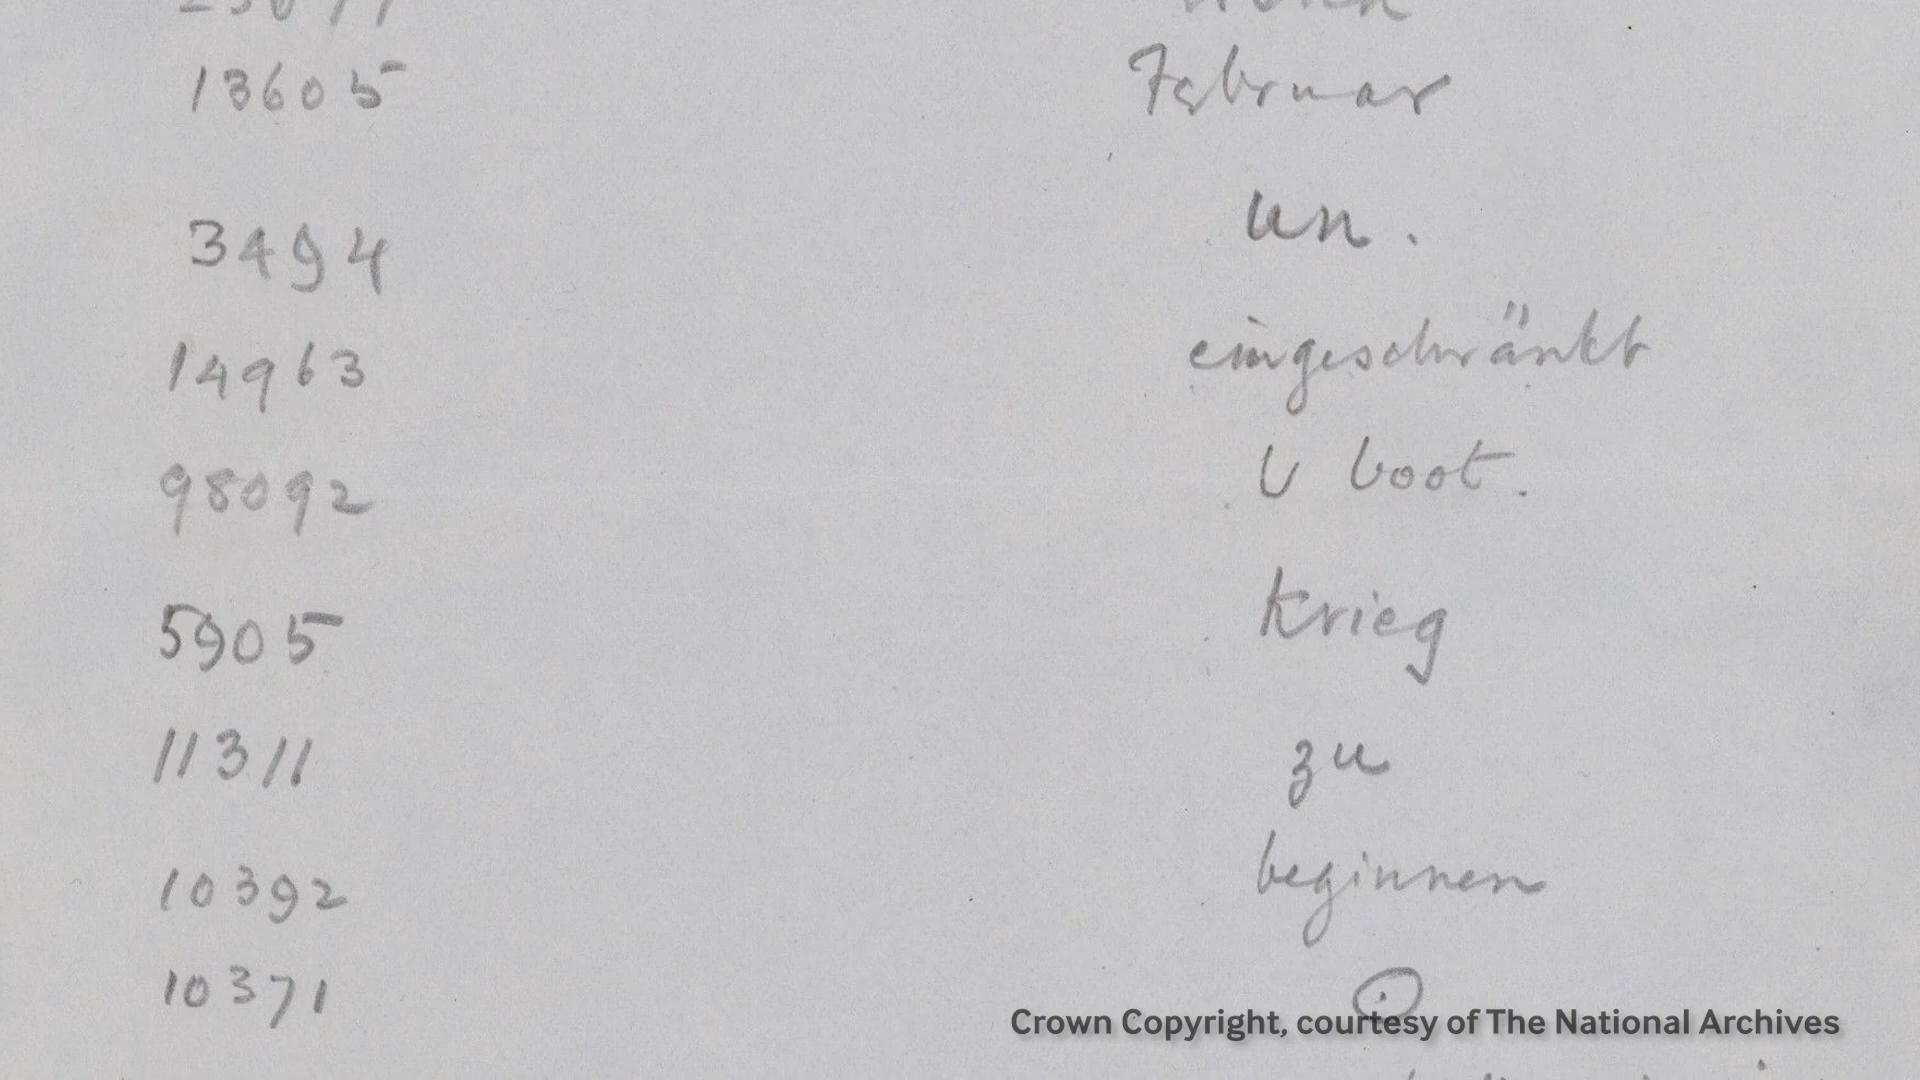 13605 Februar
3494 un.
14963 eingeschränkt
98092 U boot.
5905 Krieg
11311 zu
10392 beginnen
10371 .
Crown Copyright, courtesy of The National Archives